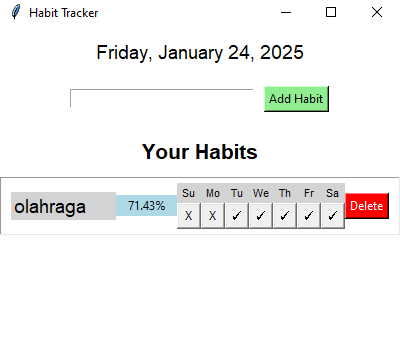 Habit Tracker
Friday, January 24, 2025
Add Habit
Your Habits
Su Mo Tu We Th Fr Sa
olahraga 71.43% X X ✓ ✓ ✓ ✓ ✓ Delete